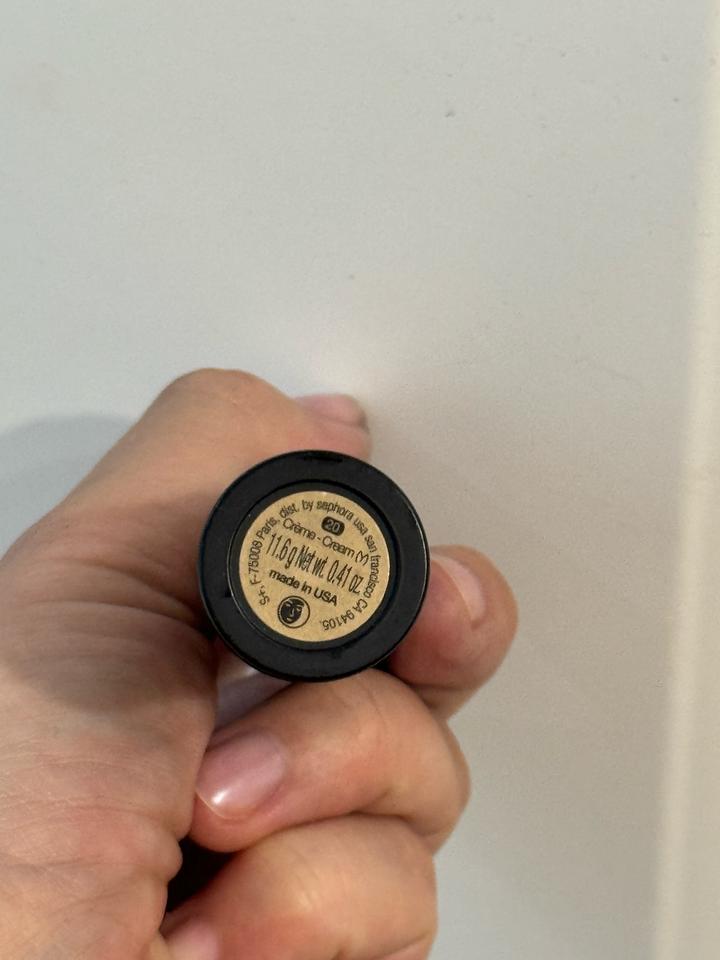 S+, F-75008 Paris, dist. by sephora usa san francisco CA 94105.
20
Crème - Cream (Y)
11.6 g Net wt. 0.41 oz.
made in USA